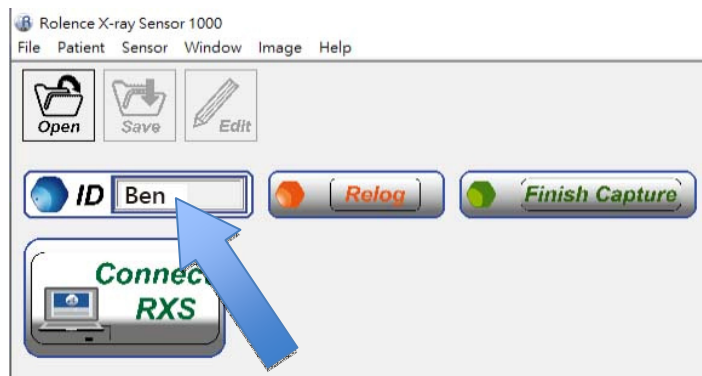 Rolence X-ray Sensor 1000
File Patient Sensor Window Image Help
Open Save Edit
ID Ben Relog Finish Capture
Connect
RXS